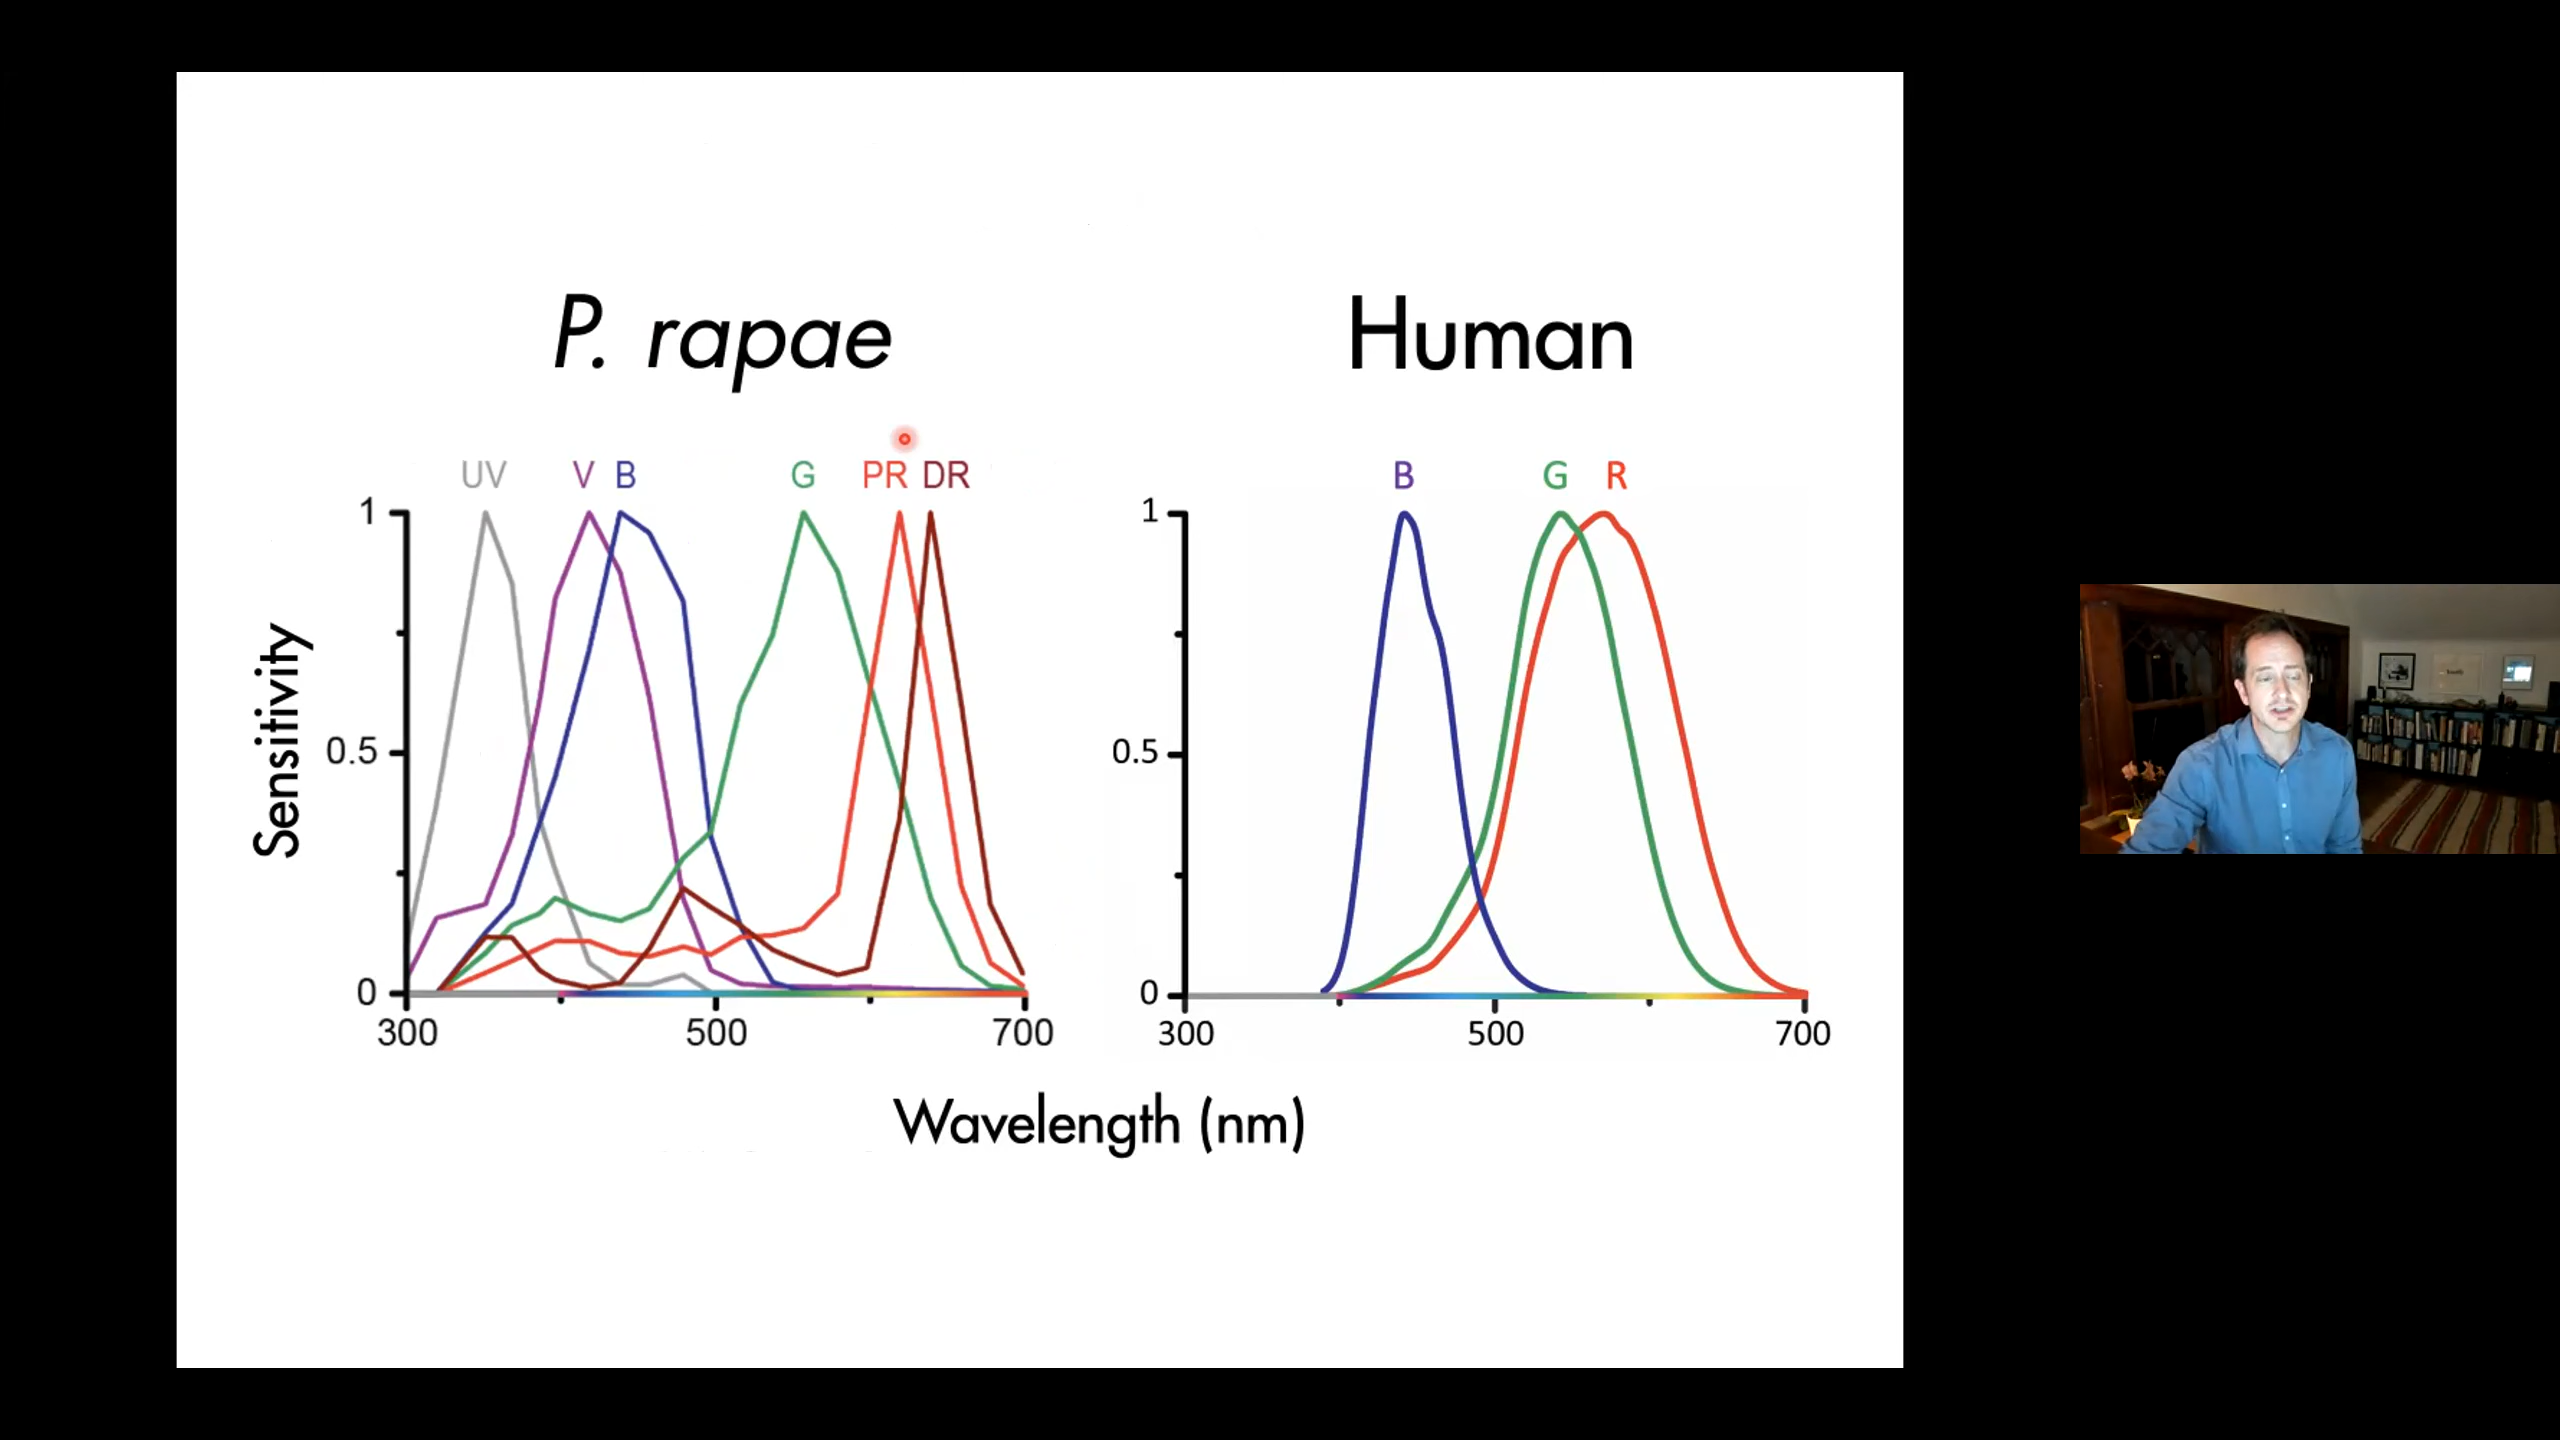 P. rapae
Human
UV V B G PR DR
B G R
Sensitivity
1
0.5
0
300 500 700
1
0.5
0
300 500 700
Wavelength (nm)